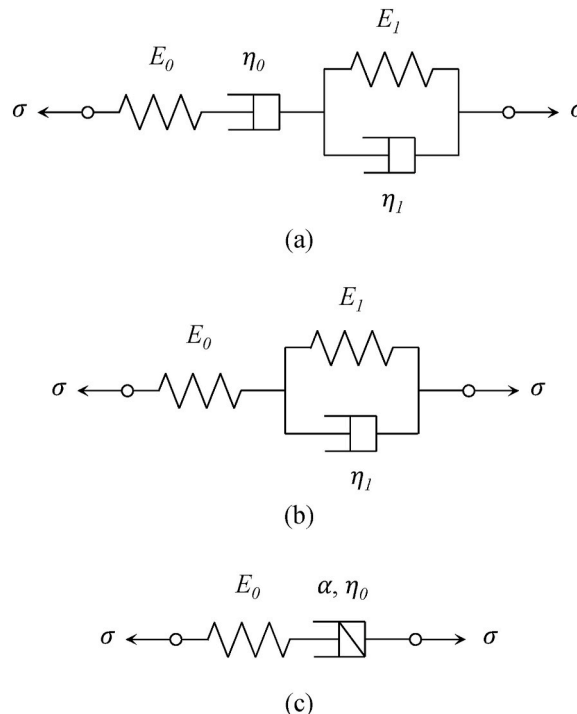 E₁
E₀ η₀
σ σ
η₁
(a)
E₁
E₀
σ σ
η₁
(b)
E₀ α, η₀
σ σ
(c)